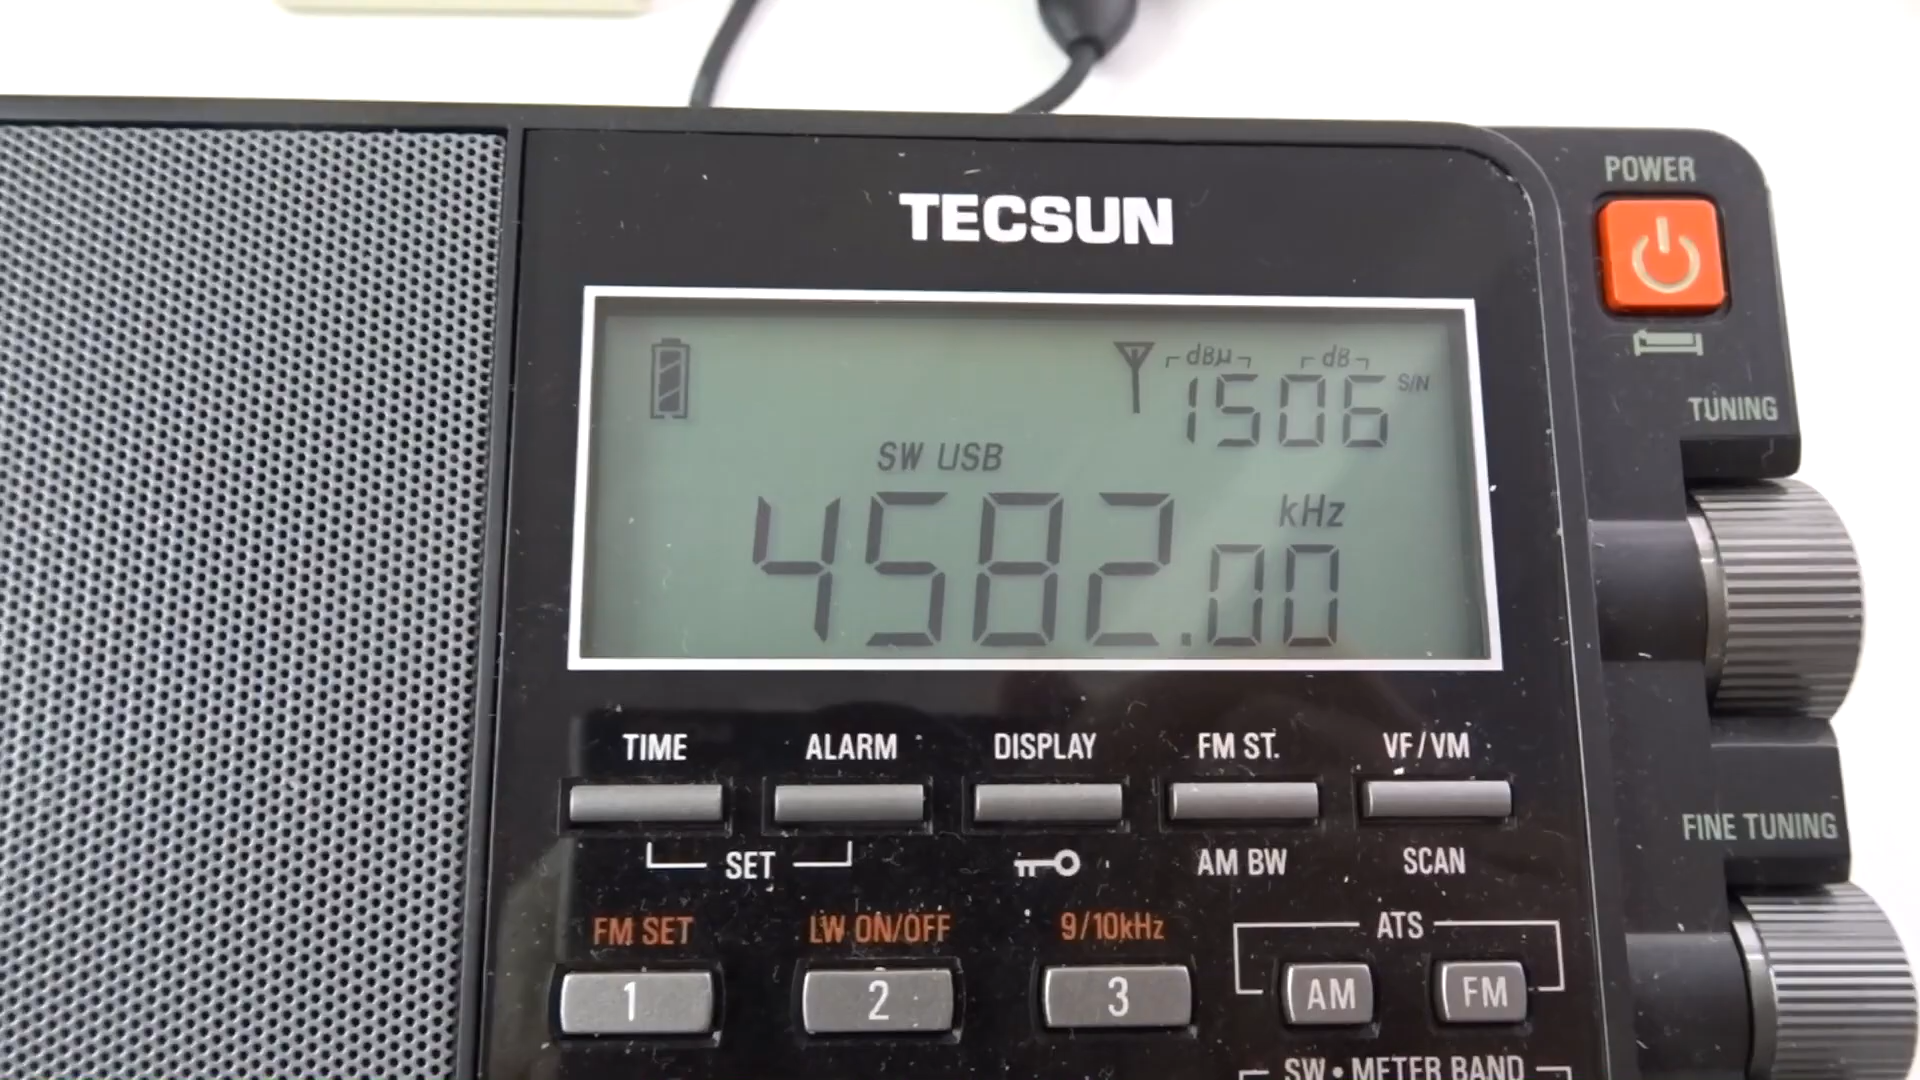 POWER
TECSUN
dBµ dB
1506 S/N
TUNING
SW USB
kHz
4582.00
TIME ALARM DISPLAY FM ST. VF/VM
FINE TUNING
SET AM BW SCAN
FM SET LW ON/OFF 9/10kHz ATS
1 2 3 AM FM
SW•METER BAND